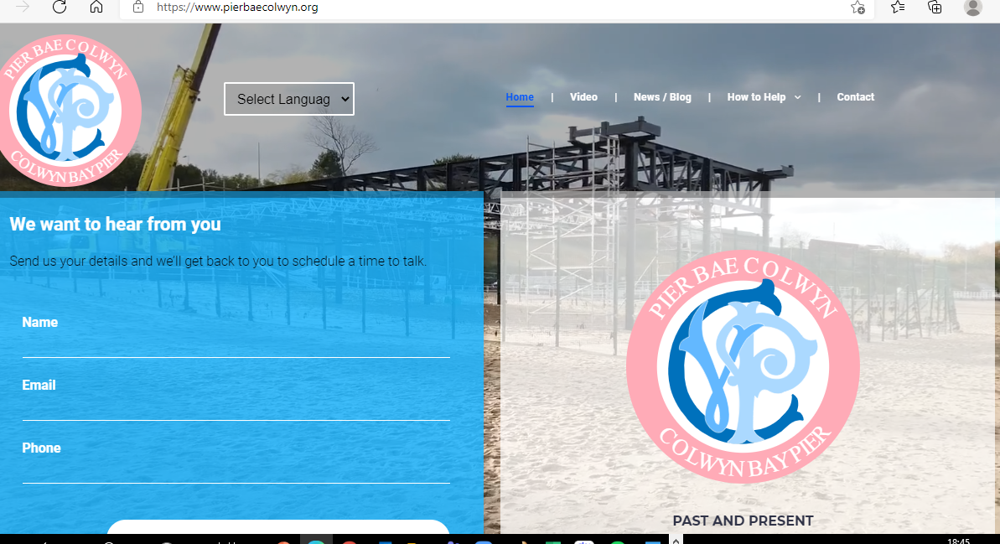 https://www.pierbaecolwyn.org
PIER BAE COLWYN
COLWYN BAY PIER
Select Languag
Home | Video | News / Blog | How to Help | Contact
We want to hear from you
Send us your details and we'll get back to you to schedule a time to talk.
Name
Email
Phone
PIER BAE COLWYN
COLWYN BAY PIER
PAST AND PRESENT
18:45